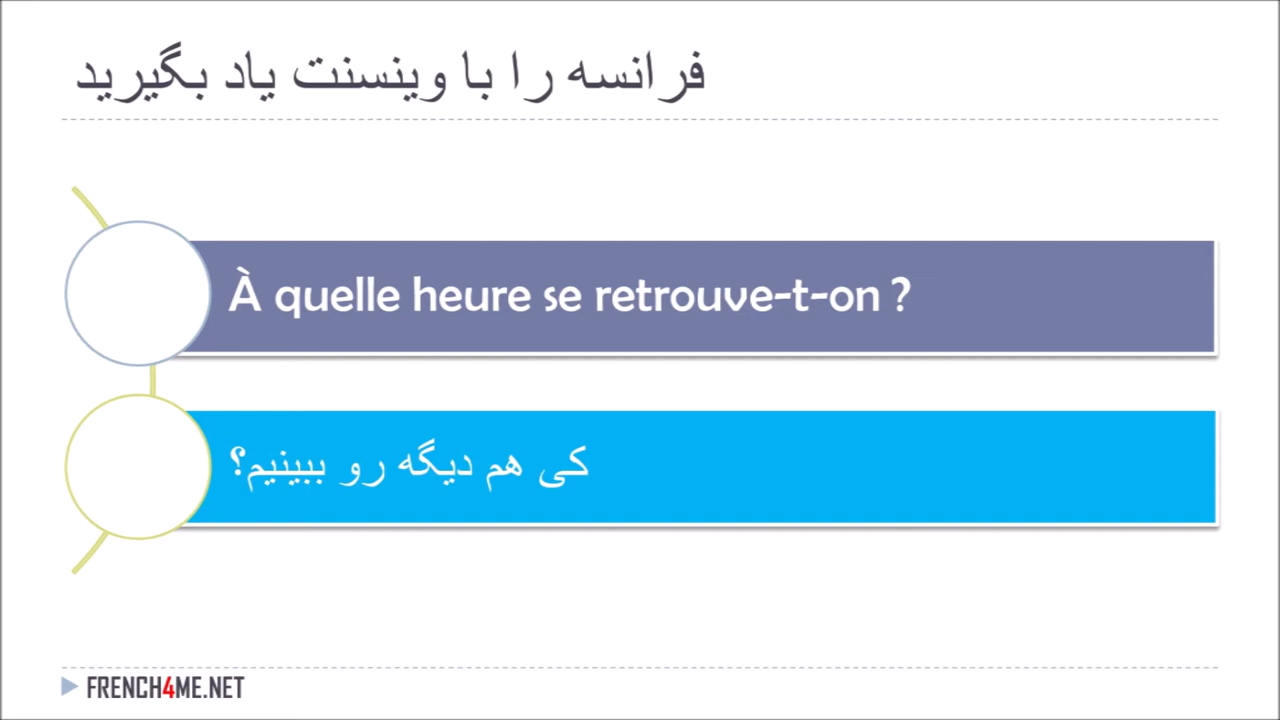 فرانسه را با وینسنت یاد بگیرید
À quelle heure se retrouve-t-on ?
کی هم دیگه رو ببینیم؟
FRENCH4ME.NET